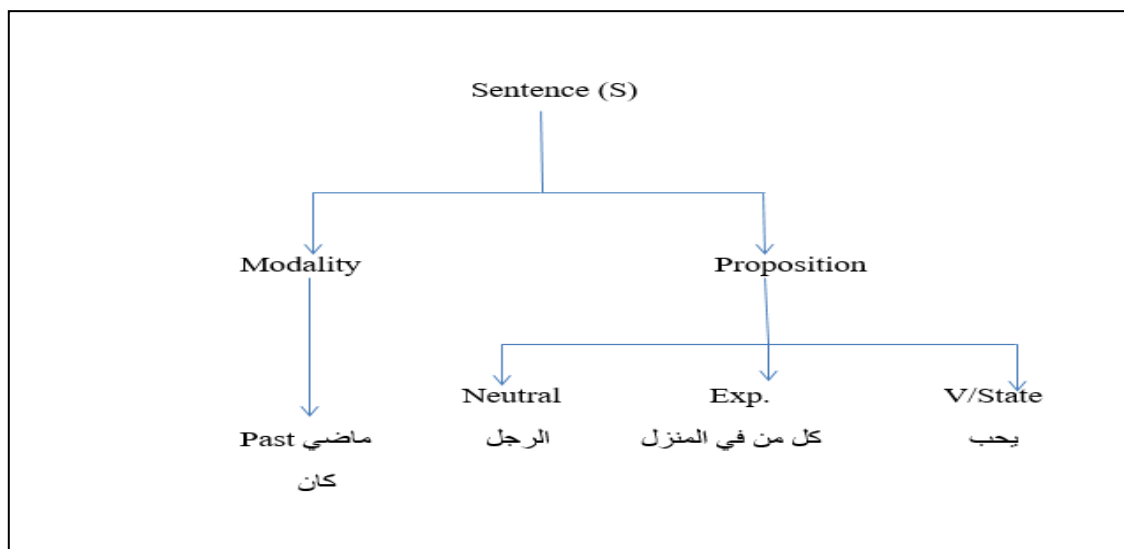 Sentence (S)
Modality
Proposition
Neutral
Exp.
V/State
Past ماضي
الرجل
كل من في المنزل
يحب
كان